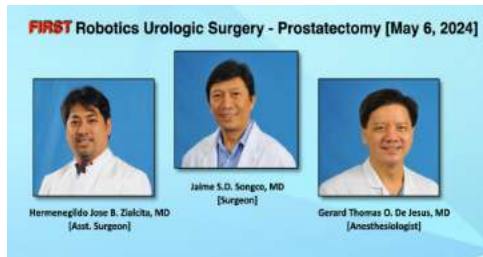 FIRST Robotics Urologic Surgery - Prostatectomy [May 6, 2024]
Jaime S.D. Songco, MD
[Surgeon]
Hermenegildo Jose B. Zialcita, MD
[Asst. Surgeon]
Gerard Thomas O. De Jesus, MD
[Anesthesiologist]